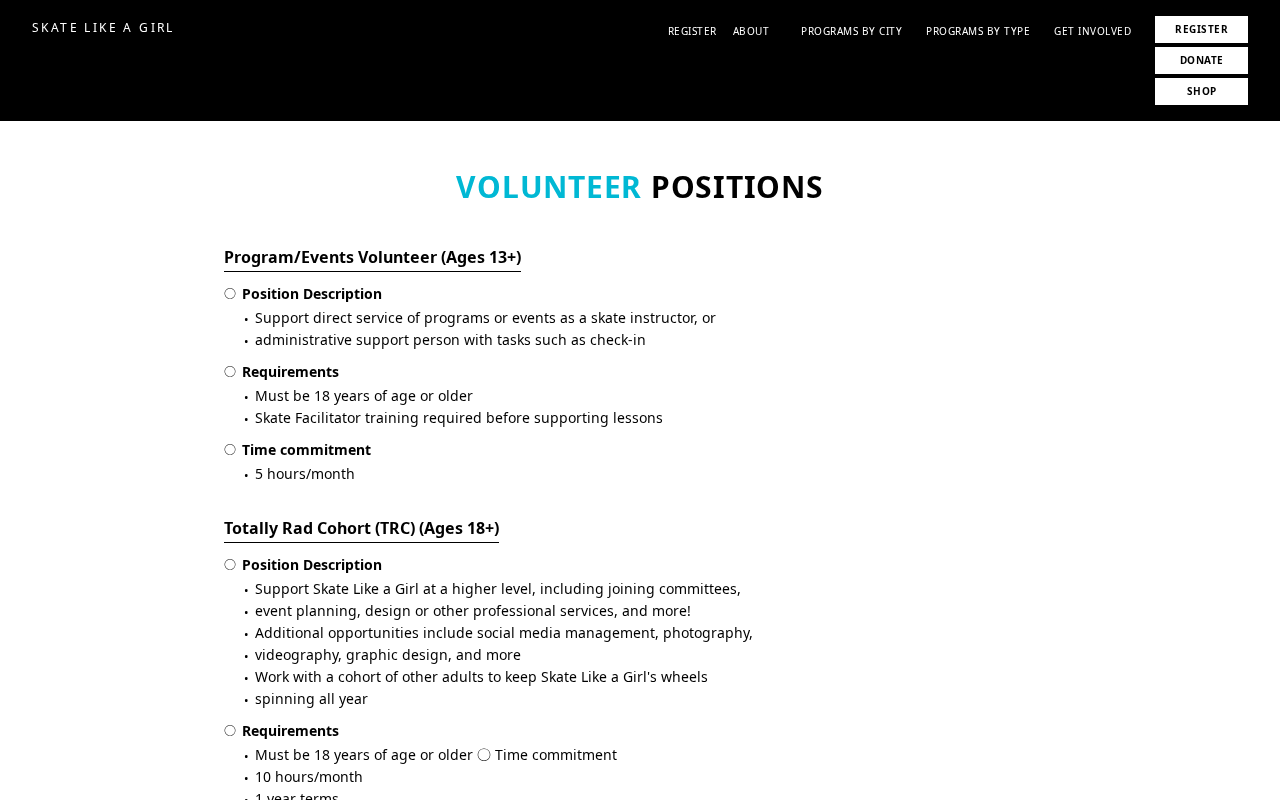 SKATE LIKE A GIRL
REGISTER ABOUT PROGRAMS BY CITY PROGRAMS BY TYPE GET INVOLVED
REGISTER
DONATE
SHOP
VOLUNTEER POSITIONS
Program/Events Volunteer (Ages 13+)
○ Position Description
• Support direct service of programs or events as a skate instructor, or
• administrative support person with tasks such as check-in
○ Requirements
• Must be 18 years of age or older
• Skate Facilitator training required before supporting lessons
○ Time commitment
• 5 hours/month
Totally Rad Cohort (TRC) (Ages 18+)
○ Position Description
• Support Skate Like a Girl at a higher level, including joining committees,
• event planning, design or other professional services, and more!
• Additional opportunities include social media management, photography,
• videography, graphic design, and more
• Work with a cohort of other adults to keep Skate Like a Girl's wheels
• spinning all year
○ Requirements
• Must be 18 years of age or older ○ Time commitment
• 10 hours/month
• 1 year terms